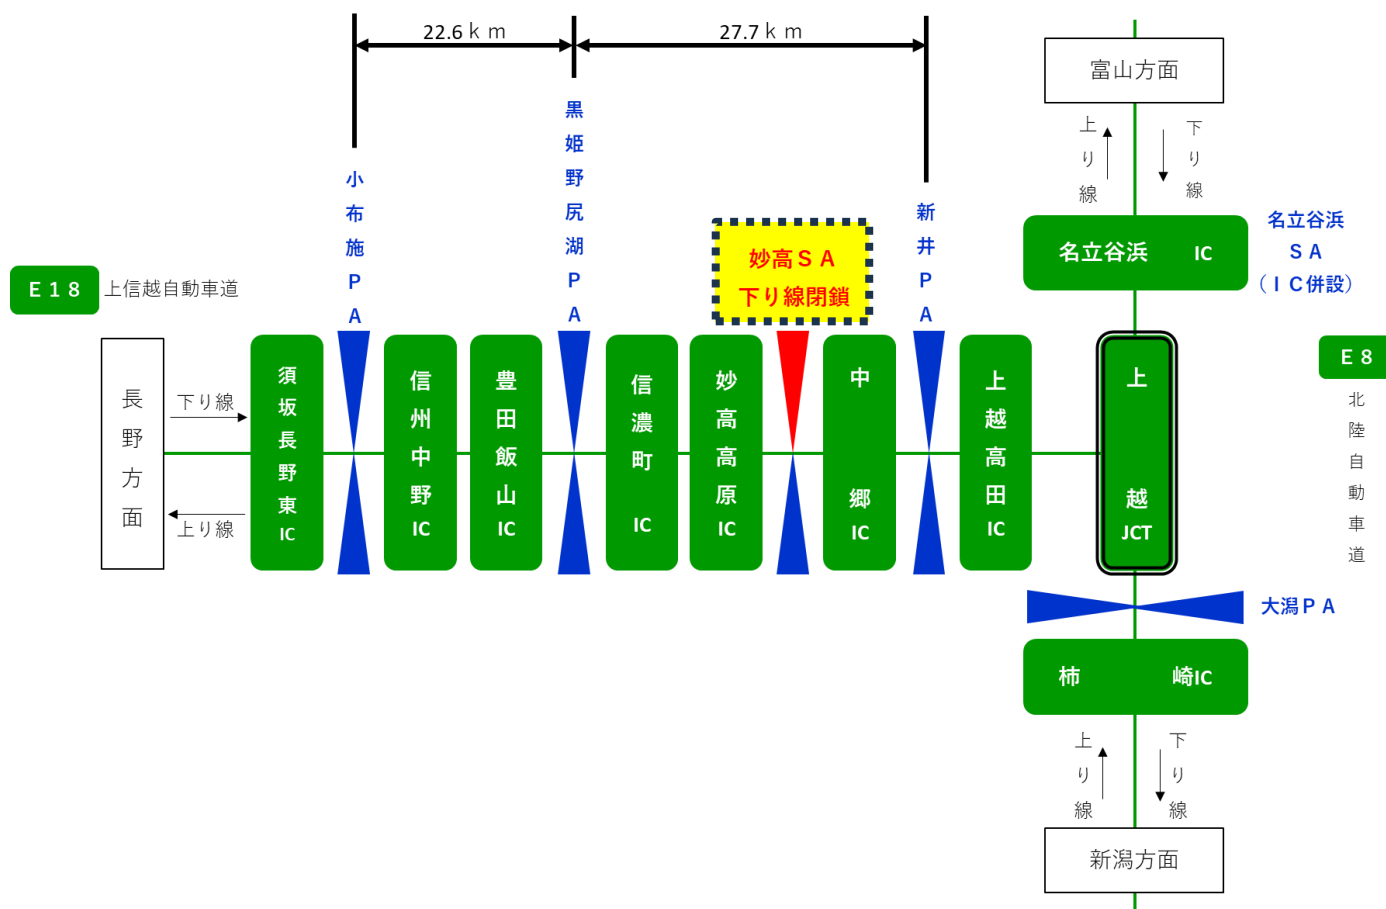 22.6ｋｍ
27.7ｋｍ
富山方面
上り線
下り線
小布施ＰＡ
黒姫野尻湖ＰＡ
新井ＰＡ
妙高ＳＡ
下り線閉鎖
名立谷浜 IC
名立谷浜
ＳＡ
（ＩＣ併設）
Ｅ１８ 上信越自動車道
長野方面
下り線
上り線
須坂長野東IC
信州中野IC
豊田飯山IC
信濃町IC
妙高高原IC
中郷IC
上越高田IC
上越JCT
Ｅ８
北陸自動車道
大潟ＰＡ
柿崎IC
上り線
下り線
新潟方面